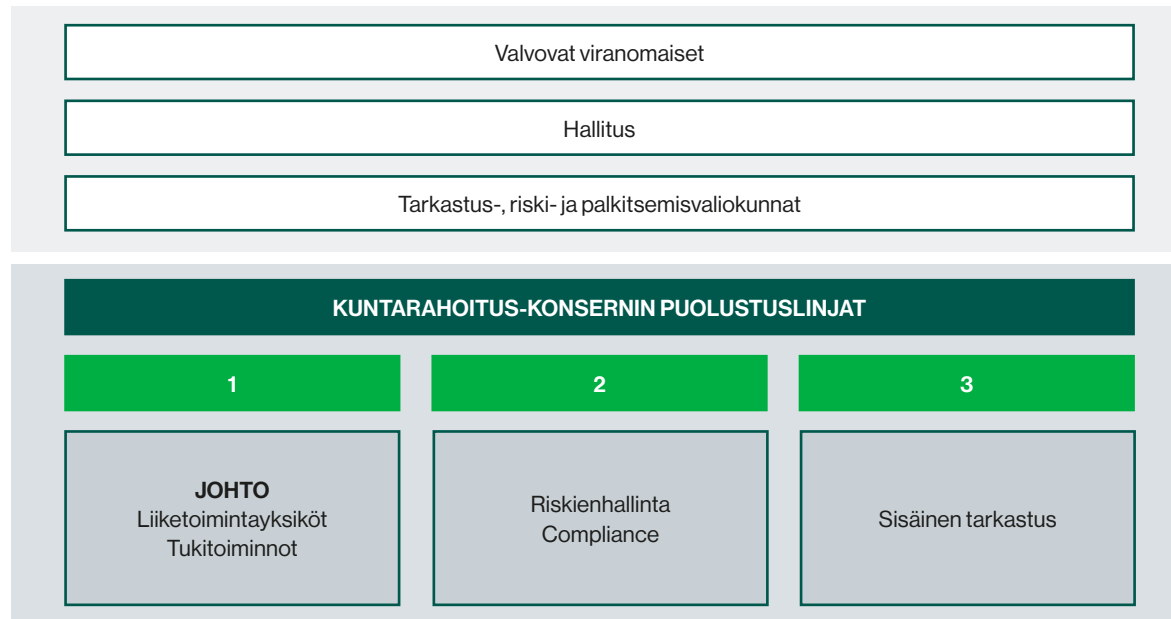 Valvovat viranomaiset
Hallitus
Tarkastus-, riski- ja palkitsemisvaliokunnat
KUNTARAHOITUS-KONSERNIN PUOLUSTUSLINJAT
1
2
3
JOHTO
Liiketoimintayksiköt
Tukitoiminnot
Riskienhallinta
Compliance
Sisäinen tarkastus